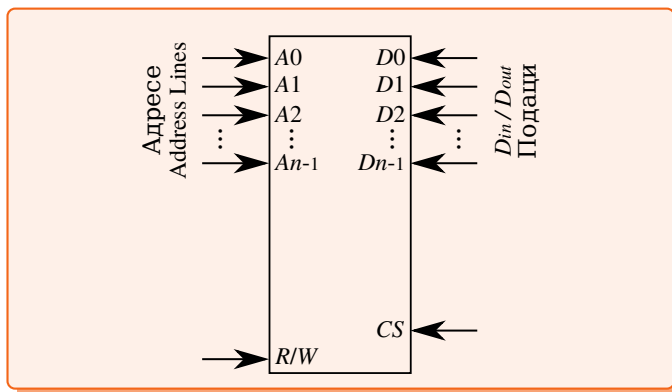 Адресе
Address Lines
A0
A1
A2
⋮
An-1
R/W
D0
D1
D2
⋮
Dn-1
CS
Din / Dout
Подаци